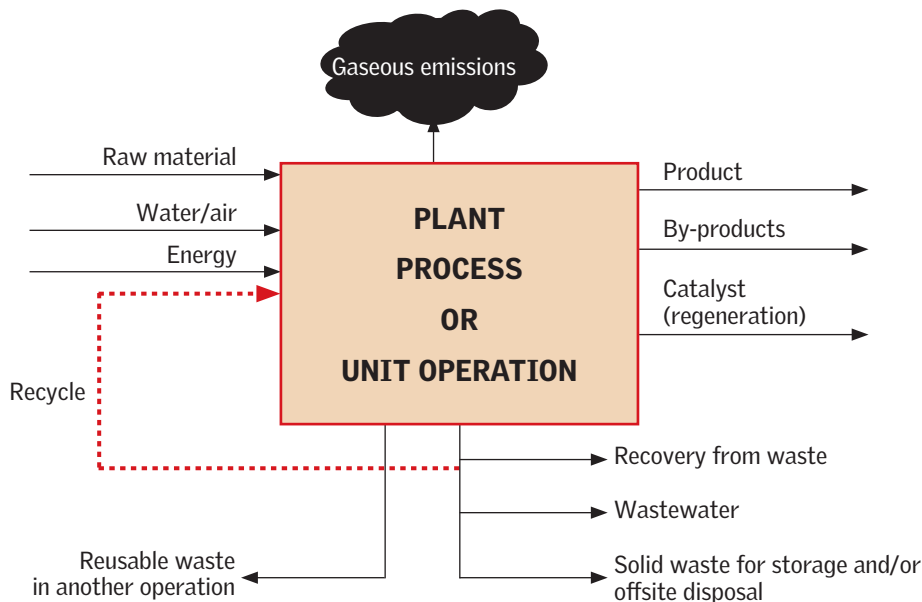 Gaseous emissions
Raw material
Water/air
Energy
PLANT
PROCESS
OR
UNIT OPERATION
Product
By-products
Catalyst
(regeneration)
Recycle
Recovery from waste
Wastewater
Reusable waste
in another operation
Solid waste for storage and/or
offsite disposal